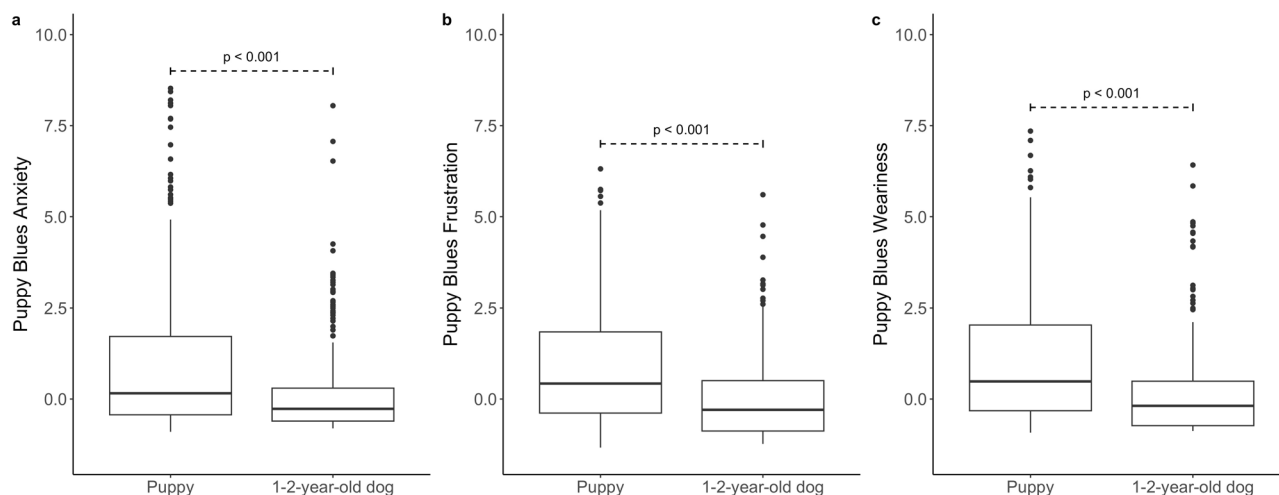 a
Puppy Blues Anxiety
10.0
7.5
5.0
2.5
0.0
p < 0.001
Puppy
1-2-year-old dog
b
Puppy Blues Frustration
10.0
7.5
5.0
2.5
0.0
p < 0.001
Puppy
1-2-year-old dog
c
Puppy Blues Weariness
10.0
7.5
5.0
2.5
0.0
p < 0.001
Puppy
1-2-year-old dog